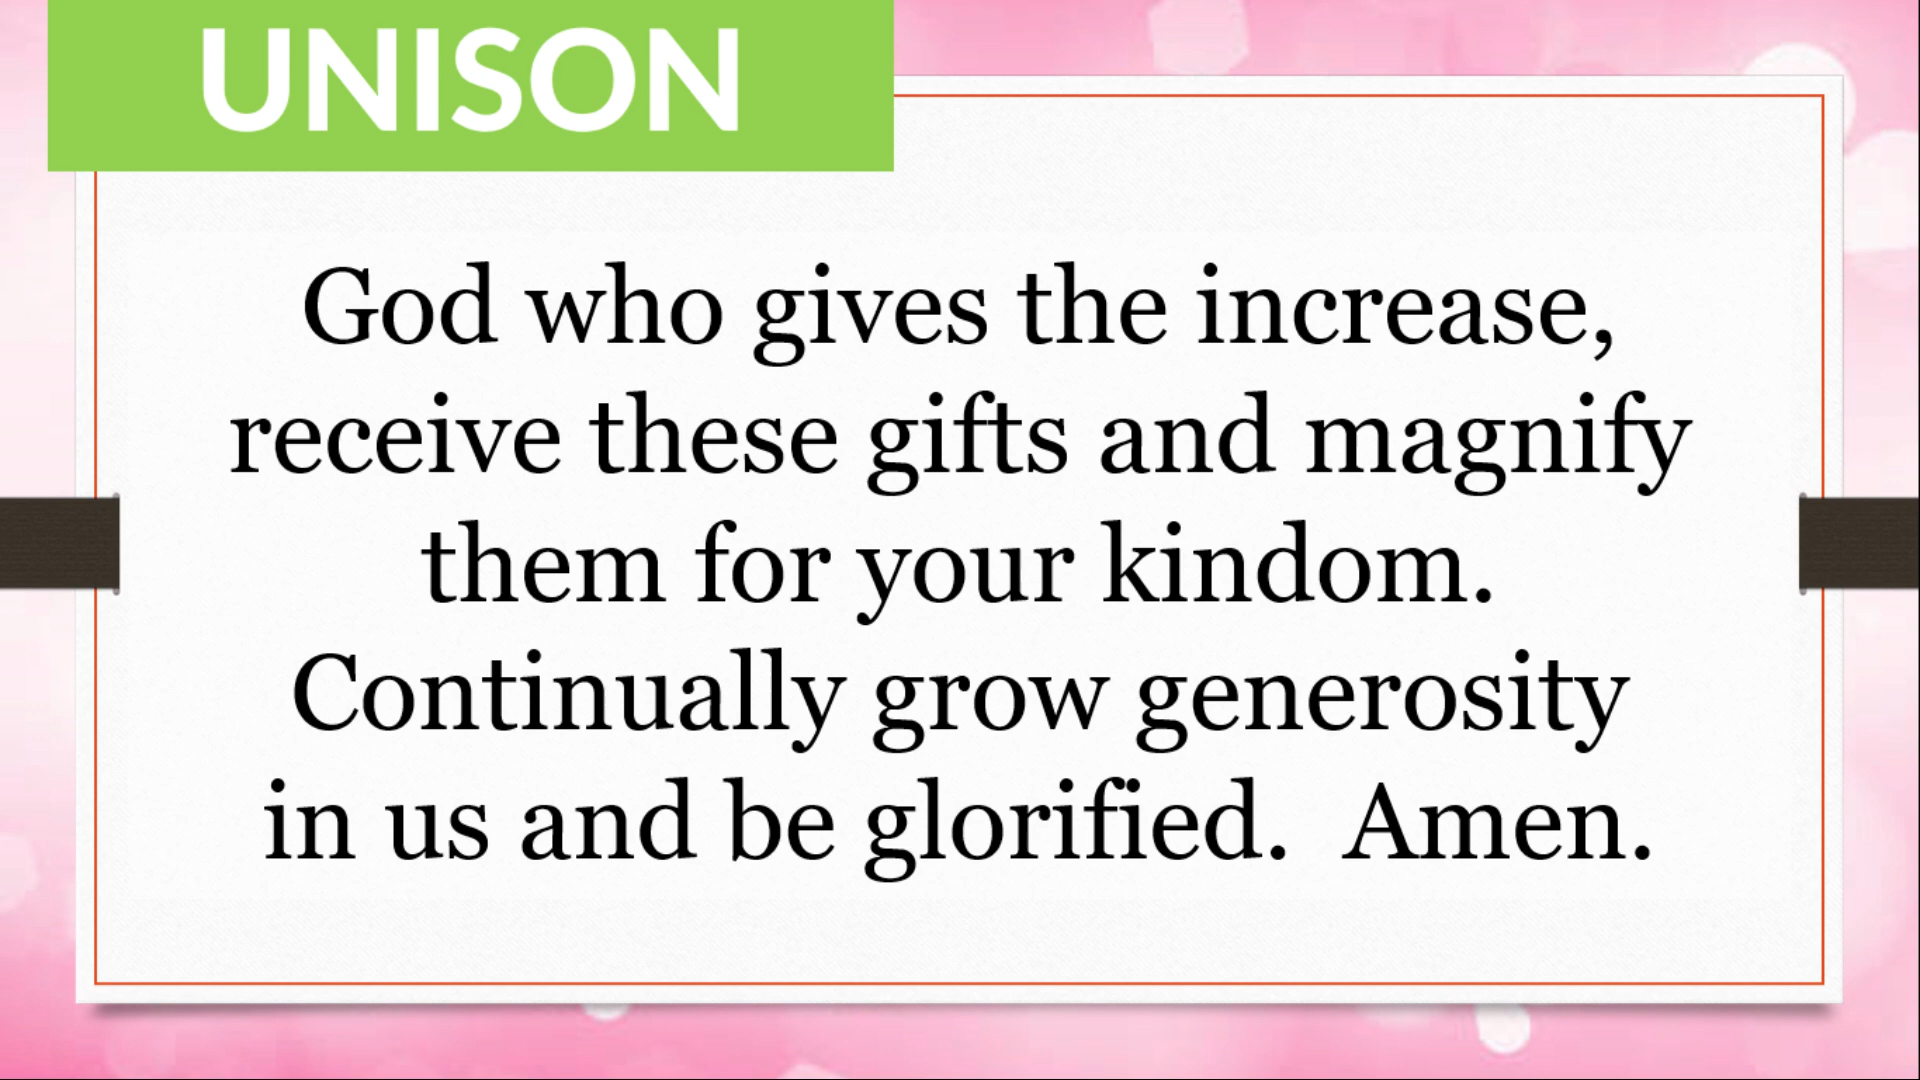 UNISON
God who gives the increase,
receive these gifts and magnify
them for your kindom.
Continually grow generosity
in us and be glorified.  Amen.